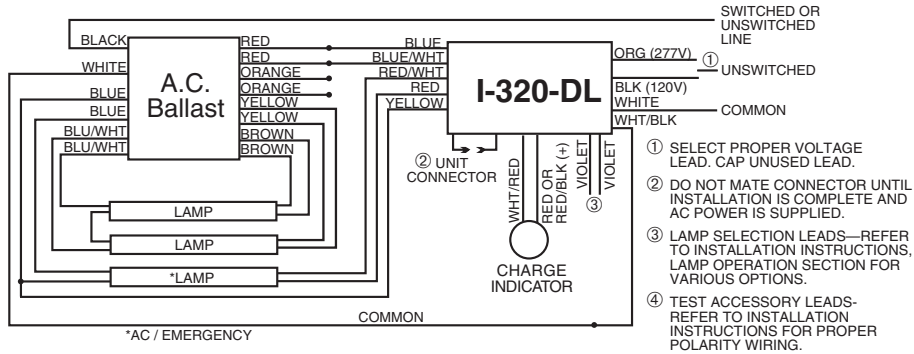 SWITCHED OR
UNSWITCHED
LINE
BLACK
WHITE
BLUE
BLUE
BLU/WHT
BLU/WHT
A.C.
Ballast
RED
RED
ORANGE
ORANGE
YELLOW
YELLOW
BROWN
BROWN
BLUE
BLUE/WHT
RED/WHT
RED
YELLOW
I-320-DL
ORG (277V)
①
UNSWITCHED
BLK (120V)
WHITE
COMMON
WHT/BLK
② UNIT
CONNECTOR
WHT/RED
RED OR
RED/BLK (+)
VIOLET
VIOLET
③
CHARGE
INDICATOR
LAMP
LAMP
*LAMP
COMMON
*AC / EMERGENCY
① SELECT PROPER VOLTAGE
LEAD. CAP UNUSED LEAD.
② DO NOT MATE CONNECTOR UNTIL
INSTALLATION IS COMPLETE AND
AC POWER IS SUPPLIED.
③ LAMP SELECTION LEADS—REFER
TO INSTALLATION INSTRUCTIONS,
LAMP OPERATION SECTION FOR
VARIOUS OPTIONS.
④ TEST ACCESSORY LEADS-
REFER TO INSTALLATION
INSTRUCTIONS FOR PROPER
POLARITY WIRING.